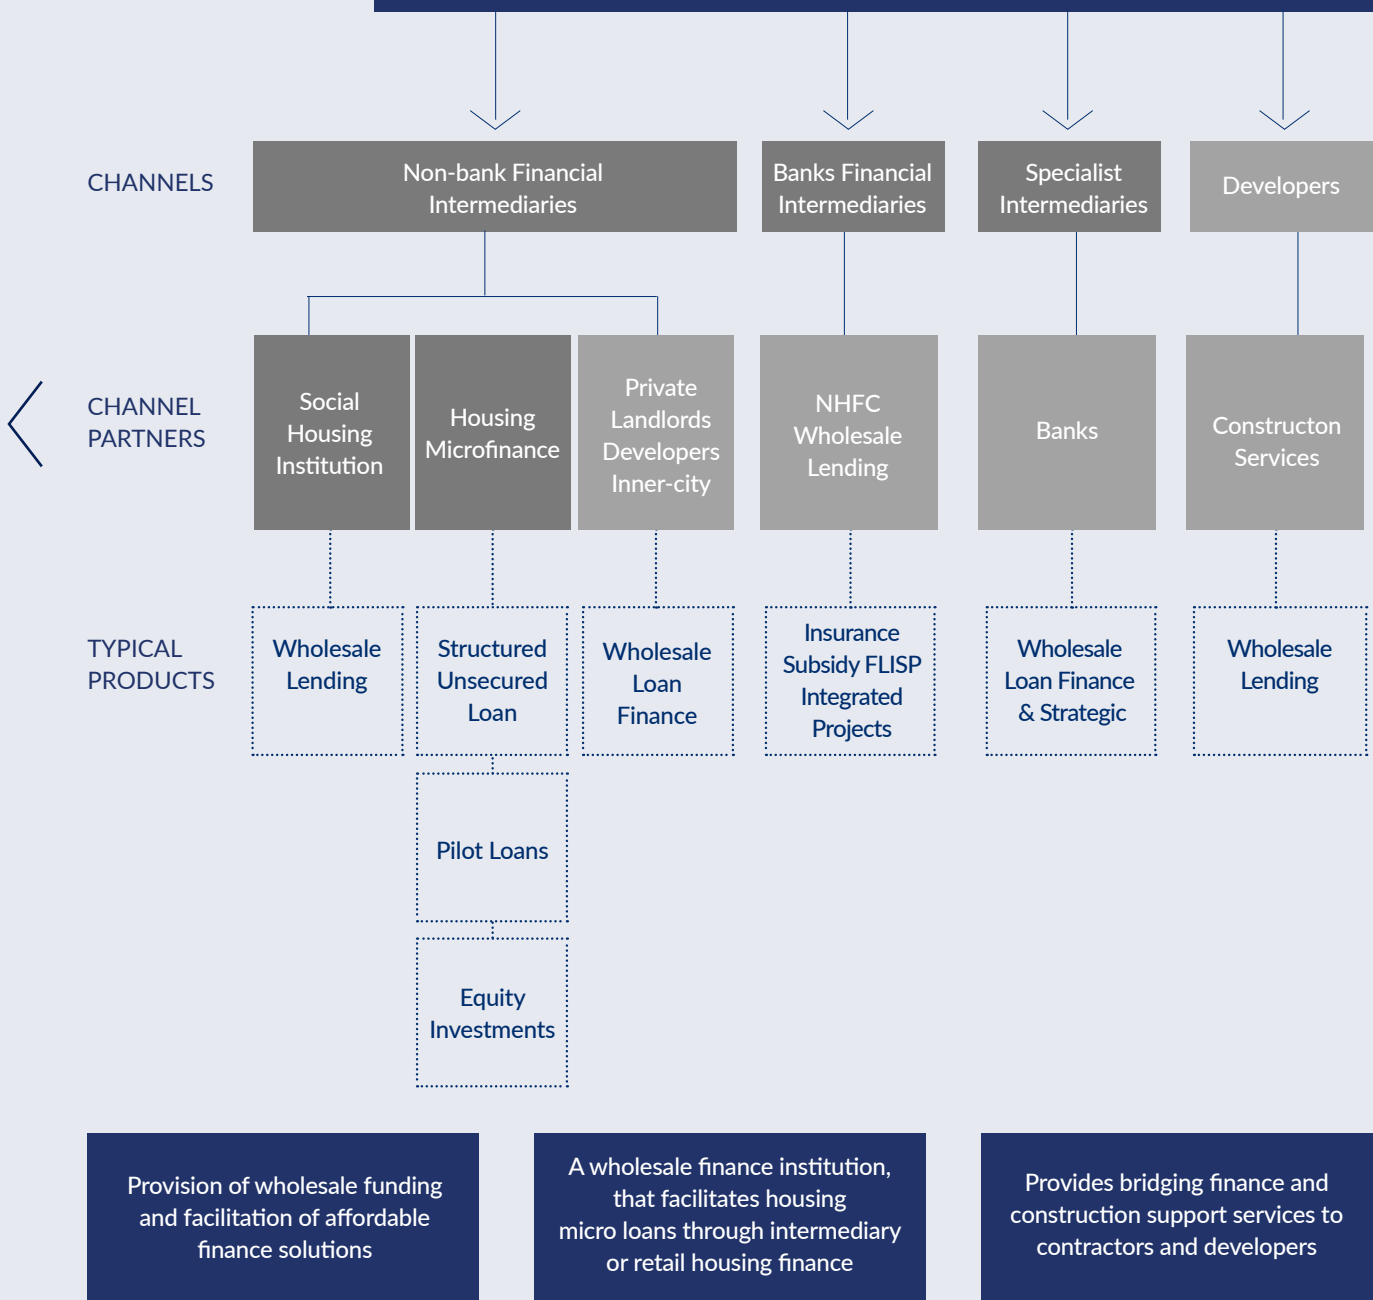 CHANNELS
Non-bank Financial
Intermediaries
Banks Financial
Intermediaries
Specialist
Intermediaries
Developers
CHANNEL
PARTNERS
Social
Housing
Institution
Housing
Microfinance
Private
Landlords
Developers
Inner-city
NHFC
Wholesale
Lending
Banks
Constructon
Services
TYPICAL
PRODUCTS
Wholesale
Lending
Structured
Unsecured
Loan
Wholesale
Loan
Finance
Insurance
Subsidy FLISP
Integrated
Projects
Wholesale
Loan Finance
& Strategic
Wholesale
Lending
Pilot Loans
Equity
Investments
Provision of wholesale funding
and facilitation of affordable
finance solutions
A wholesale finance institution,
that facilitates housing
micro loans through intermediary
or retail housing finance
Provides bridging finance and
construction support services to
contractors and developers